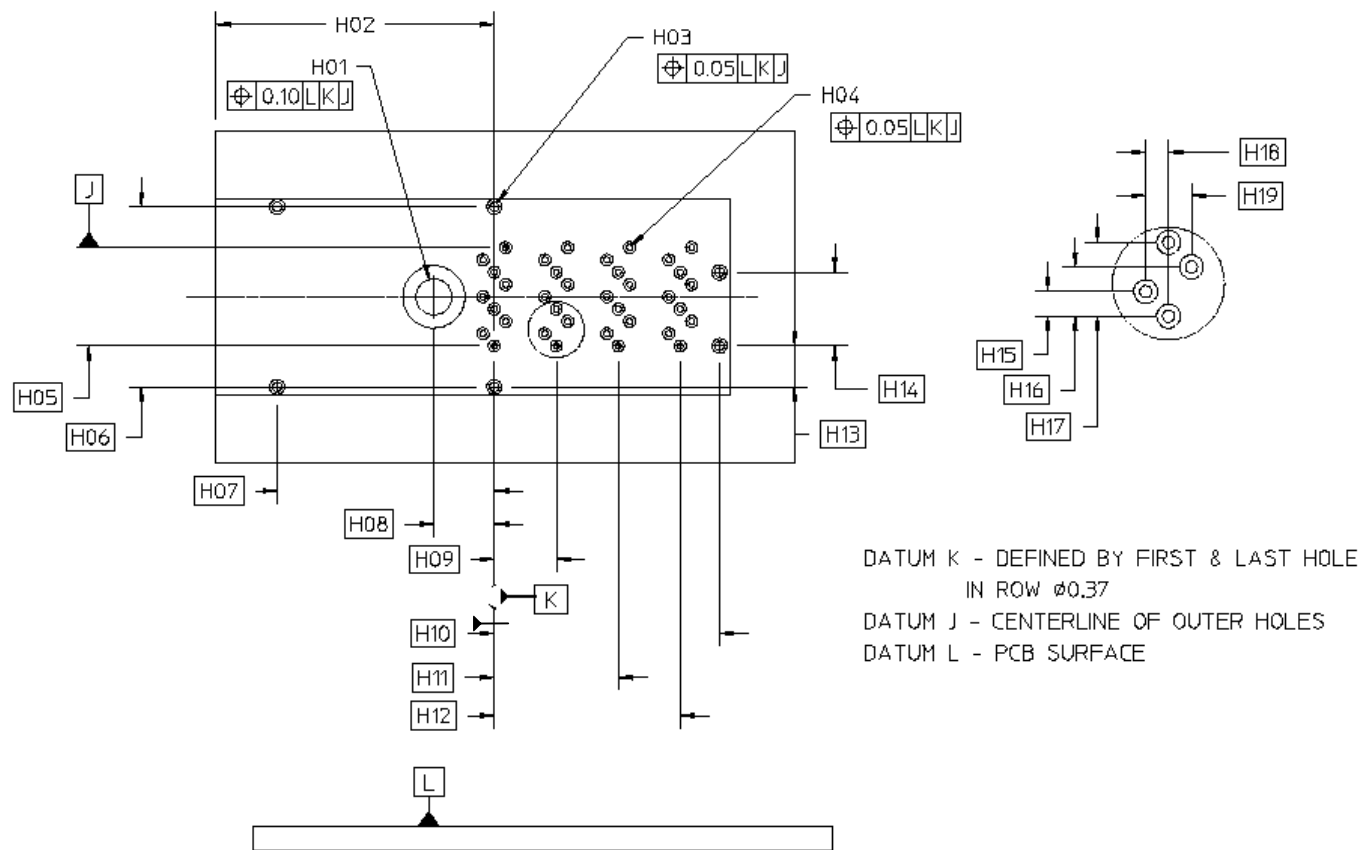 H02
H03
⌖ 0.05 L K J
H01
⌖ 0.10 L K J
H04
⌖ 0.05 L K J
H18
J
H19
H15
H05
H14
H16
H06
H13
H17
H07
H08
H09
K
H10
H11
H12
DATUM K - DEFINED BY FIRST & LAST HOLE
IN ROW ø0.37
DATUM J - CENTERLINE OF OUTER HOLES
DATUM L - PCB SURFACE
L